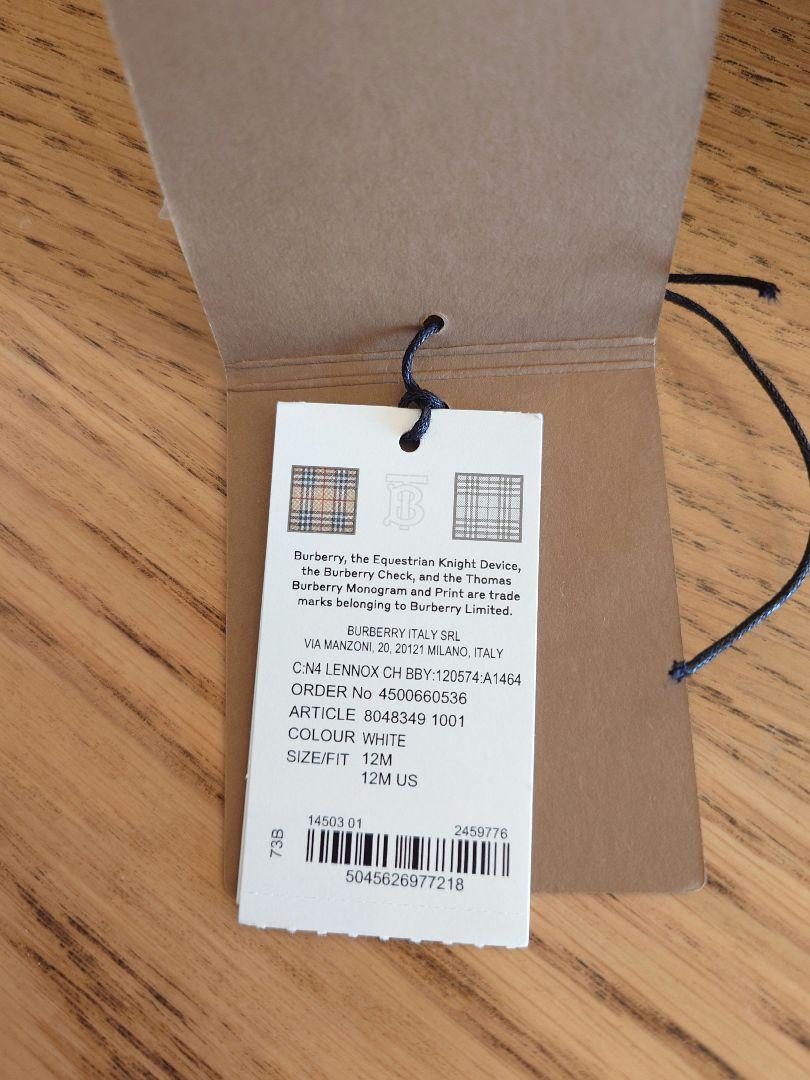 Burberry, the Equestrian Knight Device,
the Burberry Check, and the Thomas
Burberry Monogram and Print are trade
marks belonging to Burberry Limited.
BURBERRY ITALY SRL
VIA MANZONI, 20, 20121 MILANO, ITALY
C:N4 LENNOX CH BBY:120574:A1464
ORDER No 4500660536
ARTICLE 8048349 1001
COLOUR WHITE
SIZE/FIT 12M
12M US
14503 01 2459776
73B
5045626977218